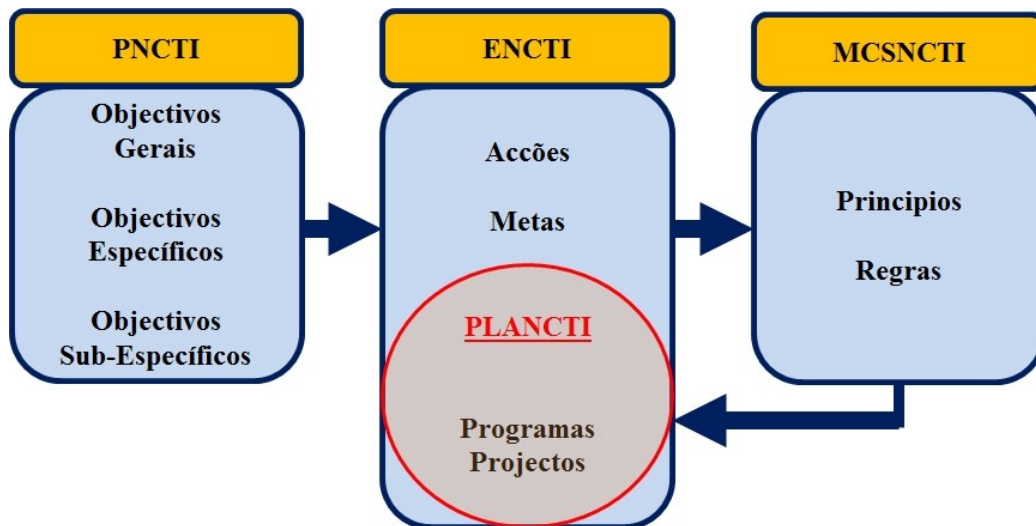 PNCTI
Objectivos
Gerais
Objectivos
Específicos
Objectivos
Sub-Específicos
ENCTI
Acções
Metas
PLANCTI
Programas
Projectos
MCSNCTI
Principios
Regras